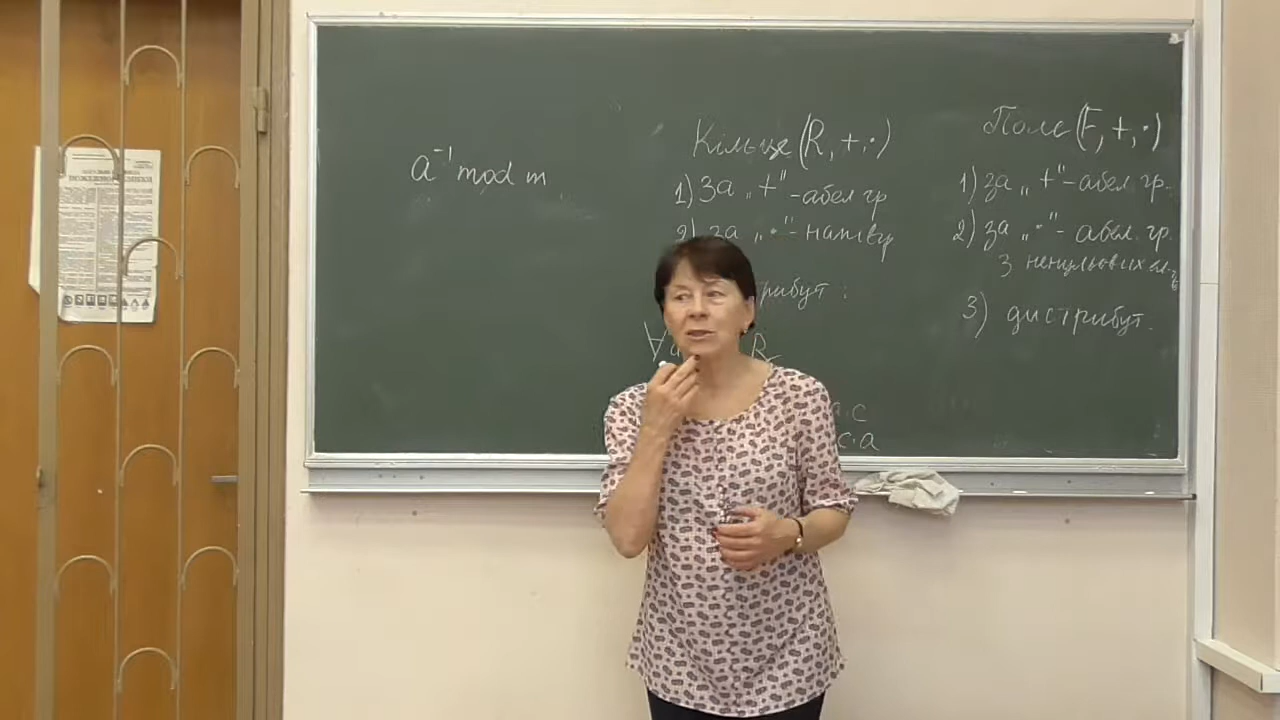 a⁻¹ mod m
Кільце (R, +, ·)
1) За „+" - абел гр
2) за „·" - напівгр
рибут :
∀a R
a·c
c·a
Поле (F, +, ·)
1) за „+" - абел гр.
2) за „·" - абел. гр.
з ненульових ел-
3) дистрибут.